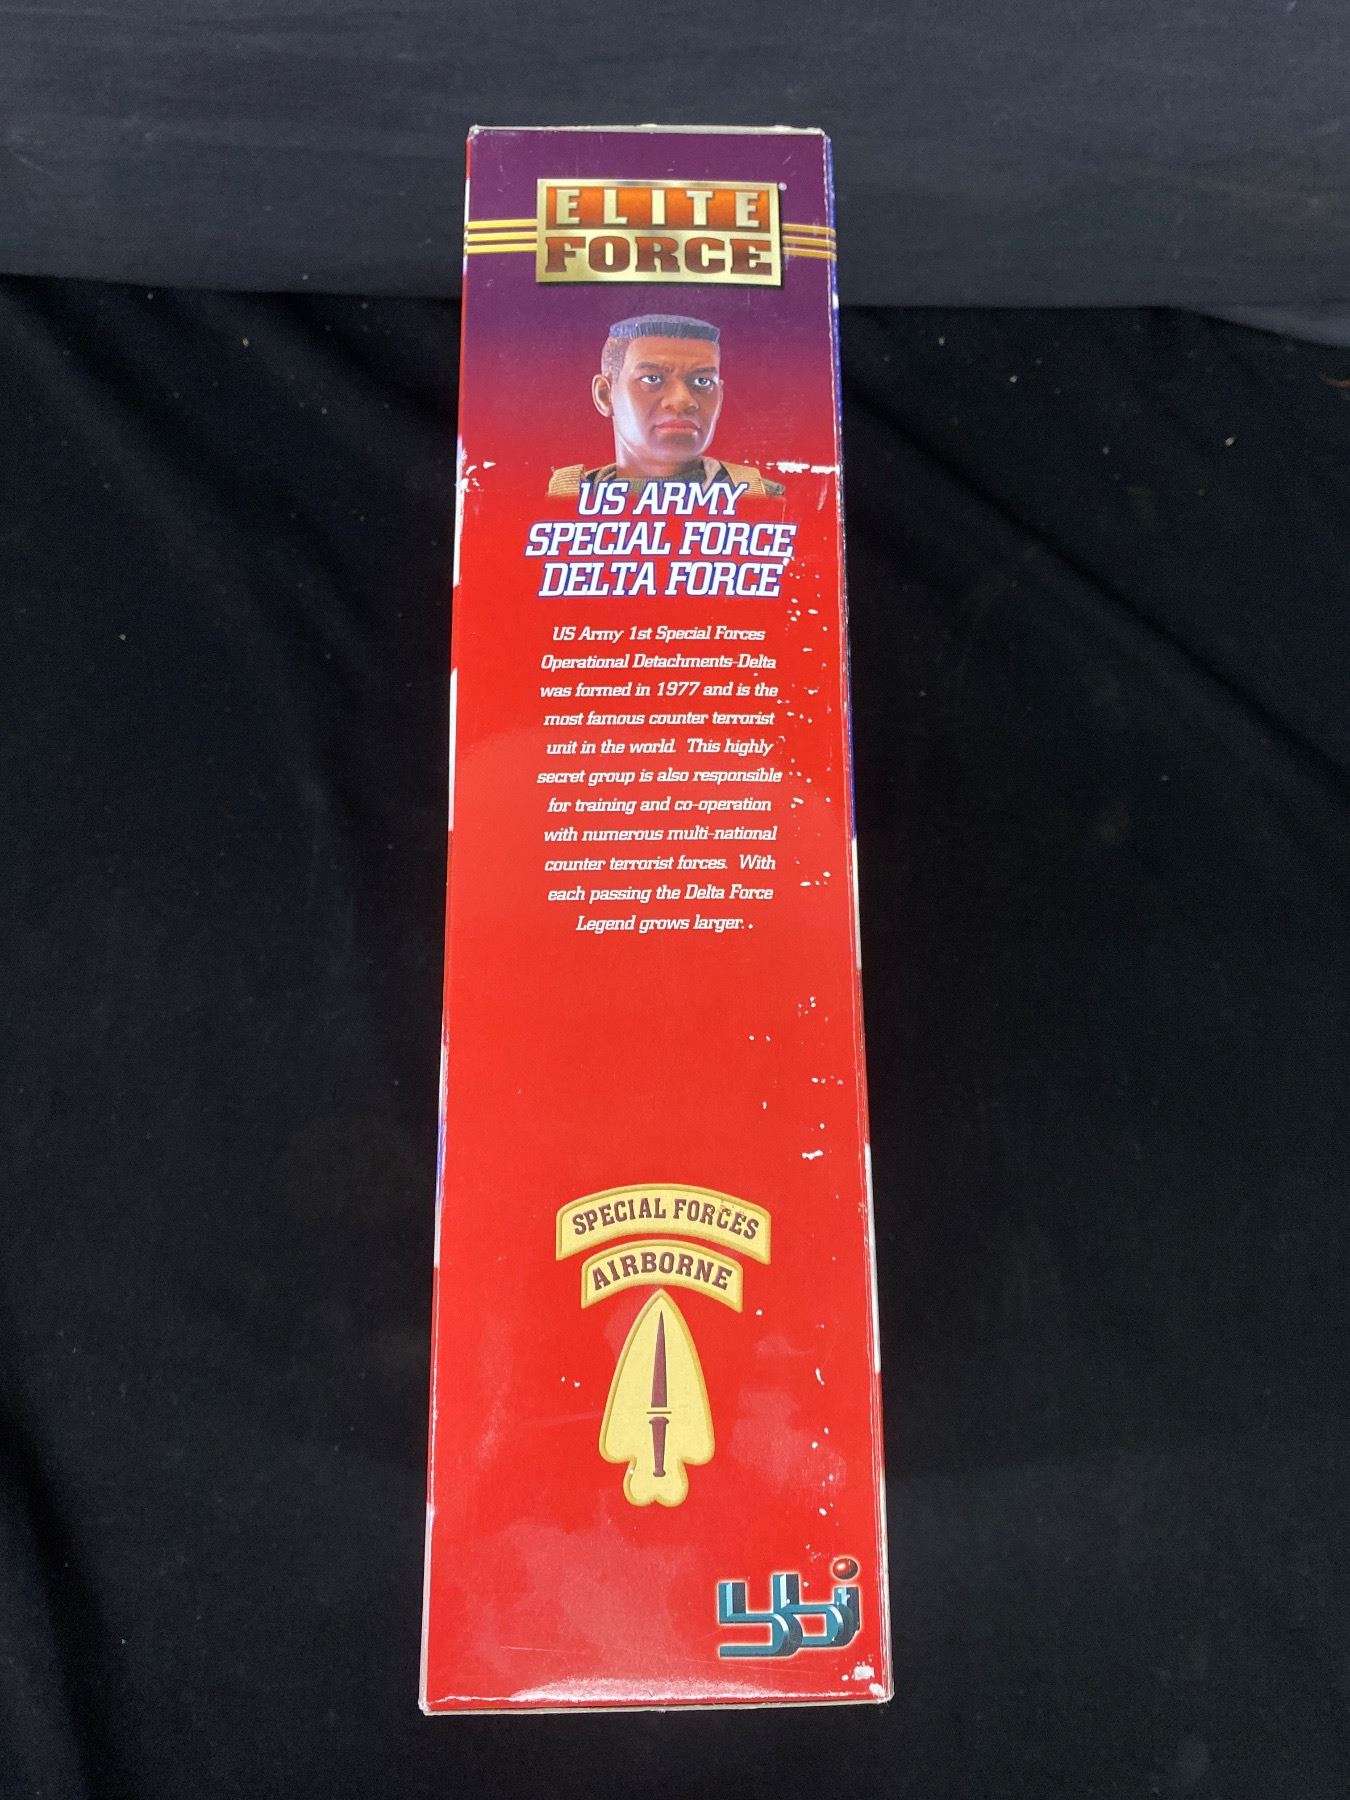 ELITE
FORCE®
US ARMY
SPECIAL FORCE
DELTA FORCE
US Army 1st Special Forces
Operational Detachments-Delta
was formed in 1977 and is the
most famous counter terrorist
unit in the world. This highly
secret group is also responsible
for training and co-operation
with numerous multi-national
counter terrorist forces. With
each passing the Delta Force
Legend grows larger. .
SPECIAL FORCES
AIRBORNE
bbi